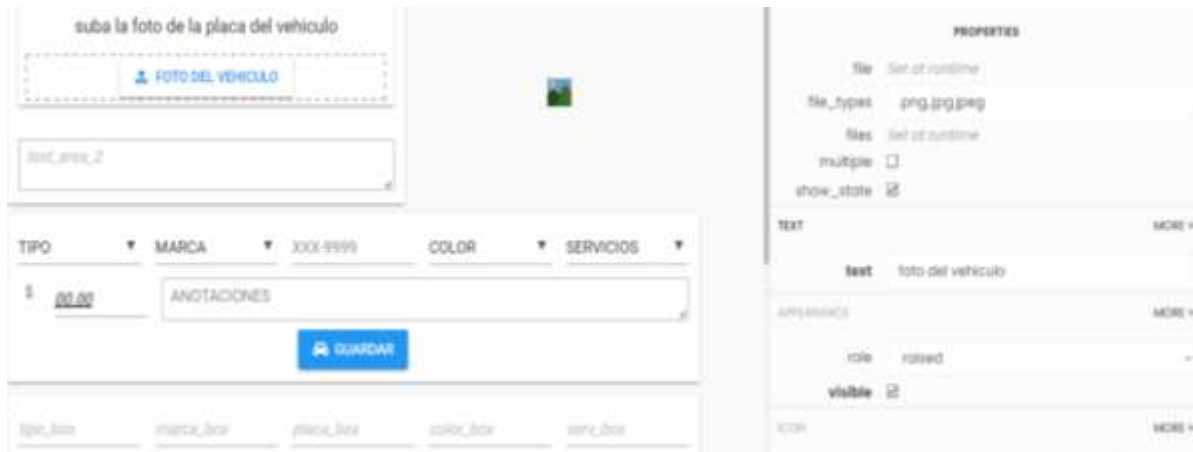 suba la foto de la placa del vehiculo
FOTO DEL VEHICULO
text_area_2
TIPO MARCA XXX-9999 COLOR SERVICIOS
$ 00.00 ANOTACIONES
GUARDAR
tipo_box marca_box placa_box color_box serv_box
PROPERTIES
file Set at runtime
file_types png,jpg,jpeg
files Set at runtime
multiple
show_state
TEXT MORE
text foto del vehiculo
APPEARANCE MORE
role raised
visible
ICON MORE